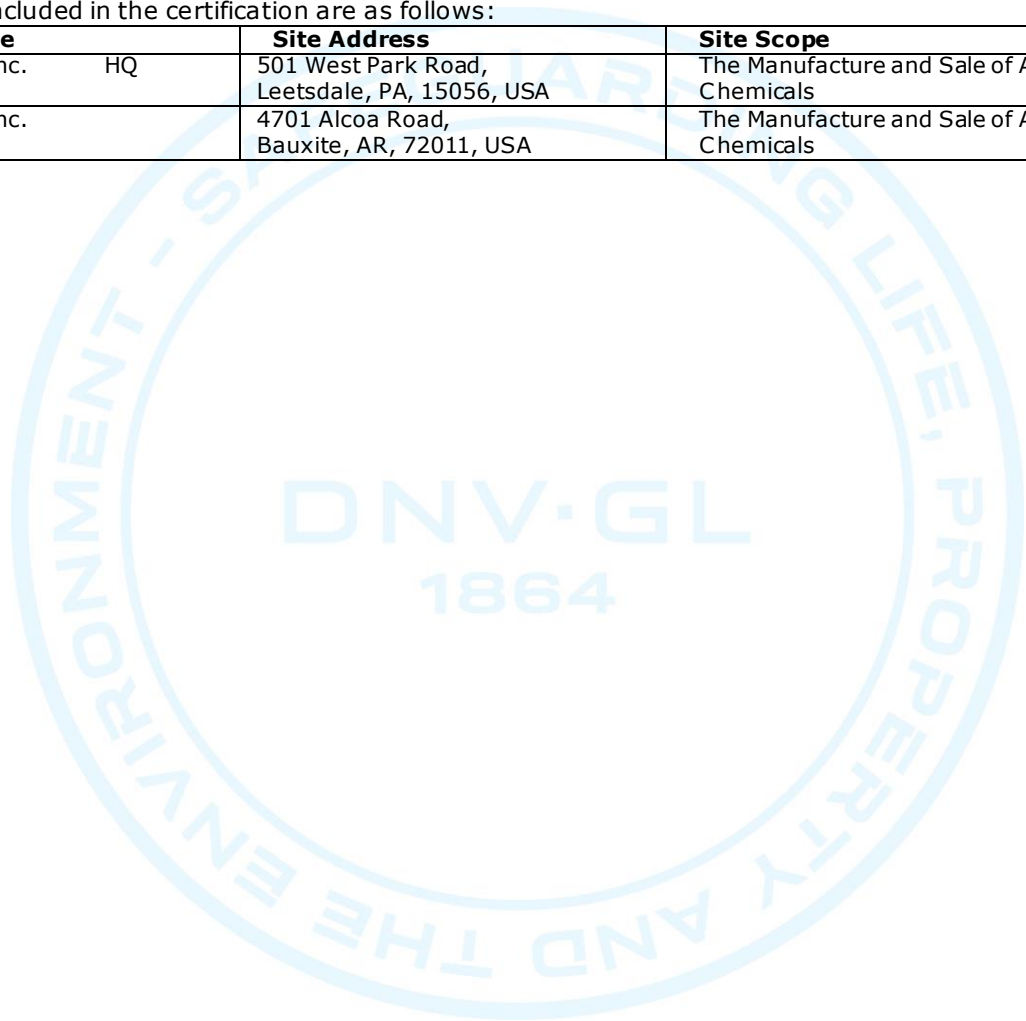 ncluded in the certification are as follows:
e Site Address Site Scope
nc. HQ 501 West Park Road, The Manufacture and Sale of A
Leetsdale, PA, 15056, USA Chemicals
nc. 4701 Alcoa Road, The Manufacture and Sale of A
Bauxite, AR, 72011, USA Chemicals
SAFEGUARDING LIFE, PROPERTY AND THE ENVIRONMENT -
DNV·GL
1864